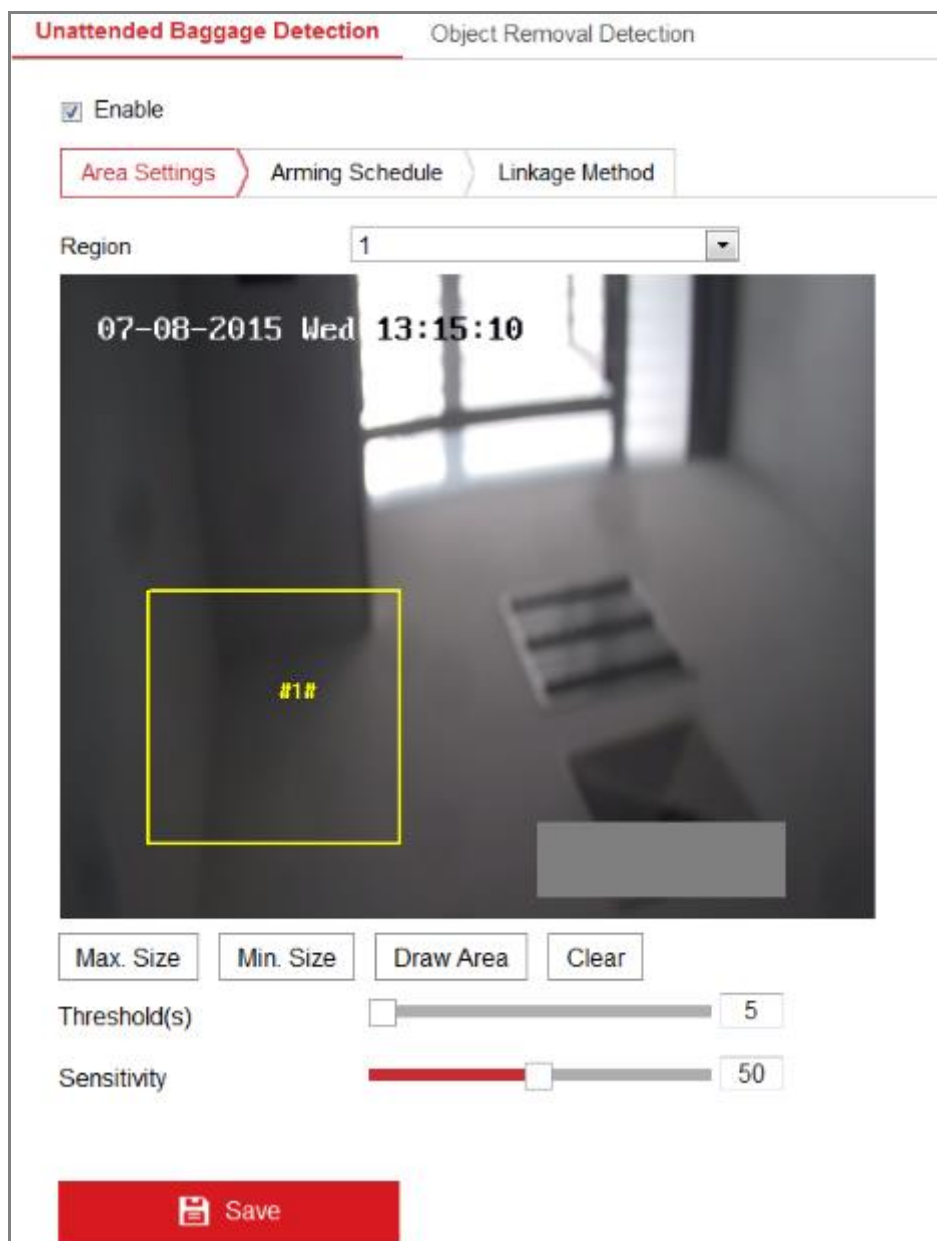 Unattended Baggage Detection Object Removal Detection
Enable
Area Settings Arming Schedule Linkage Method
Region 1
07-08-2015 Wed 13:15:10
#1#
Max. Size Min. Size Draw Area Clear
Threshold(s) 5
Sensitivity 50
Save